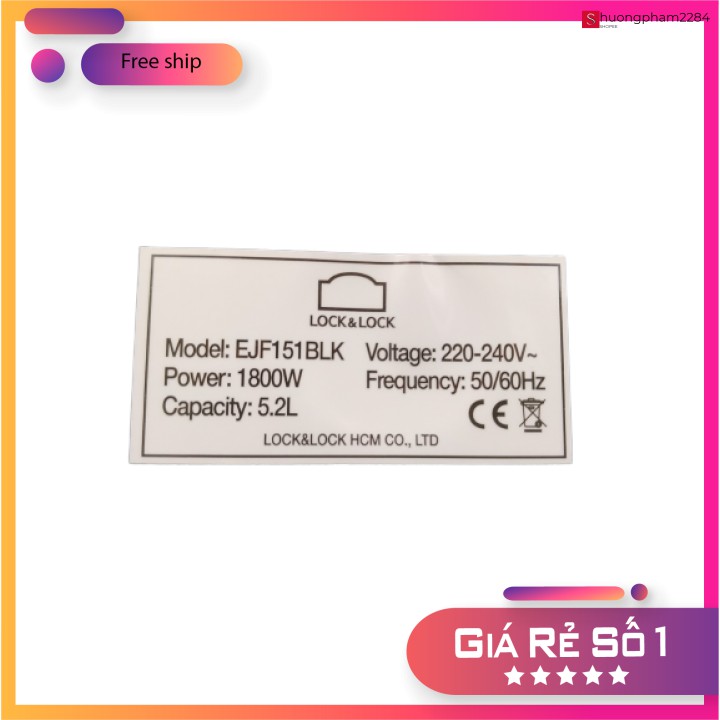 Free ship
S
SHOPEE
huongpham2284
LOCK&LOCK
Model: EJF151BLK
Voltage: 220-240V~
Power: 1800W
Frequency: 50/60Hz
Capacity: 5.2L
CE
LOCK&LOCK HCM CO., LTD
GIÁ RẺ SỐ 1